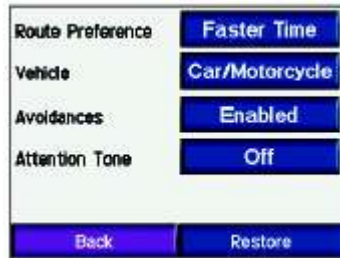 Route Preference Faster Time
Vehicle Car/Motorcycle
Avoidances Enabled
Attention Tone Off
Back Restore